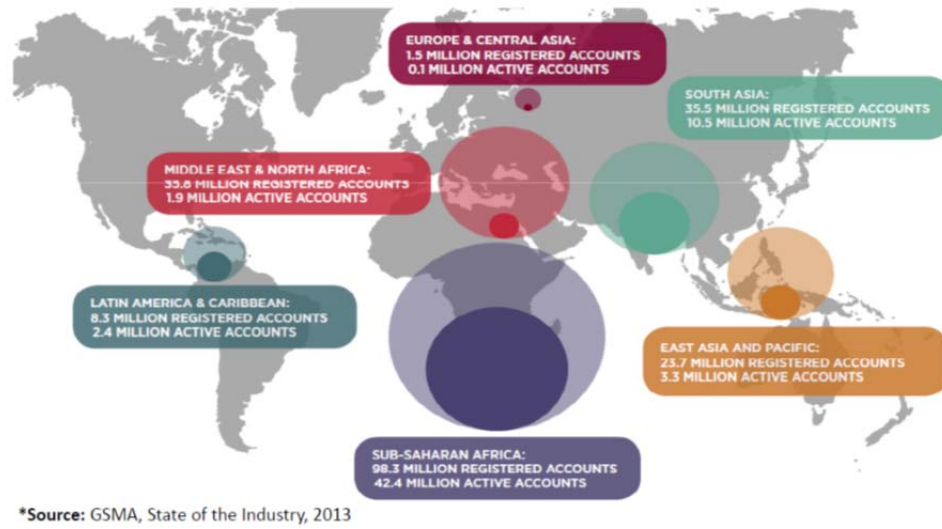 EUROPE & CENTRAL ASIA:
1.5 MILLION REGISTERED ACCOUNTS
0.1 MILLION ACTIVE ACCOUNTS
SOUTH ASIA:
35.5 MILLION REGISTERED ACCOUNTS
10.5 MILLION ACTIVE ACCOUNTS
MIDDLE EAST & NORTH AFRICA:
35.8 MILLION REGISTERED ACCOUNTS
1.9 MILLION ACTIVE ACCOUNTS
LATIN AMERICA & CARIBBEAN:
8.3 MILLION REGISTERED ACCOUNTS
2.4 MILLION ACTIVE ACCOUNTS
EAST ASIA AND PACIFIC:
23.7 MILLION REGISTERED ACCOUNTS
3.3 MILLION ACTIVE ACCOUNTS
SUB-SAHARAN AFRICA:
98.3 MILLION REGISTERED ACCOUNTS
42.4 MILLION ACTIVE ACCOUNTS
*Source: GSMA, State of the Industry, 2013